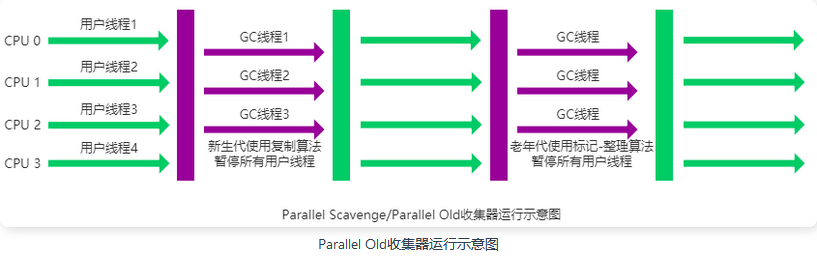 CPU 0
用户线程1
GC线程1
GC线程
CPU 1
用户线程2
GC线程2
GC线程
CPU 2
用户线程3
GC线程3
GC线程
CPU 3
用户线程4
新生代使用复制算法
暂停所有用户线程
老年代使用标记-整理算法
暂停所有用户线程
Parallel Scavenge/Parallel Old收集器运行示意图
Parallel Old收集器运行示意图